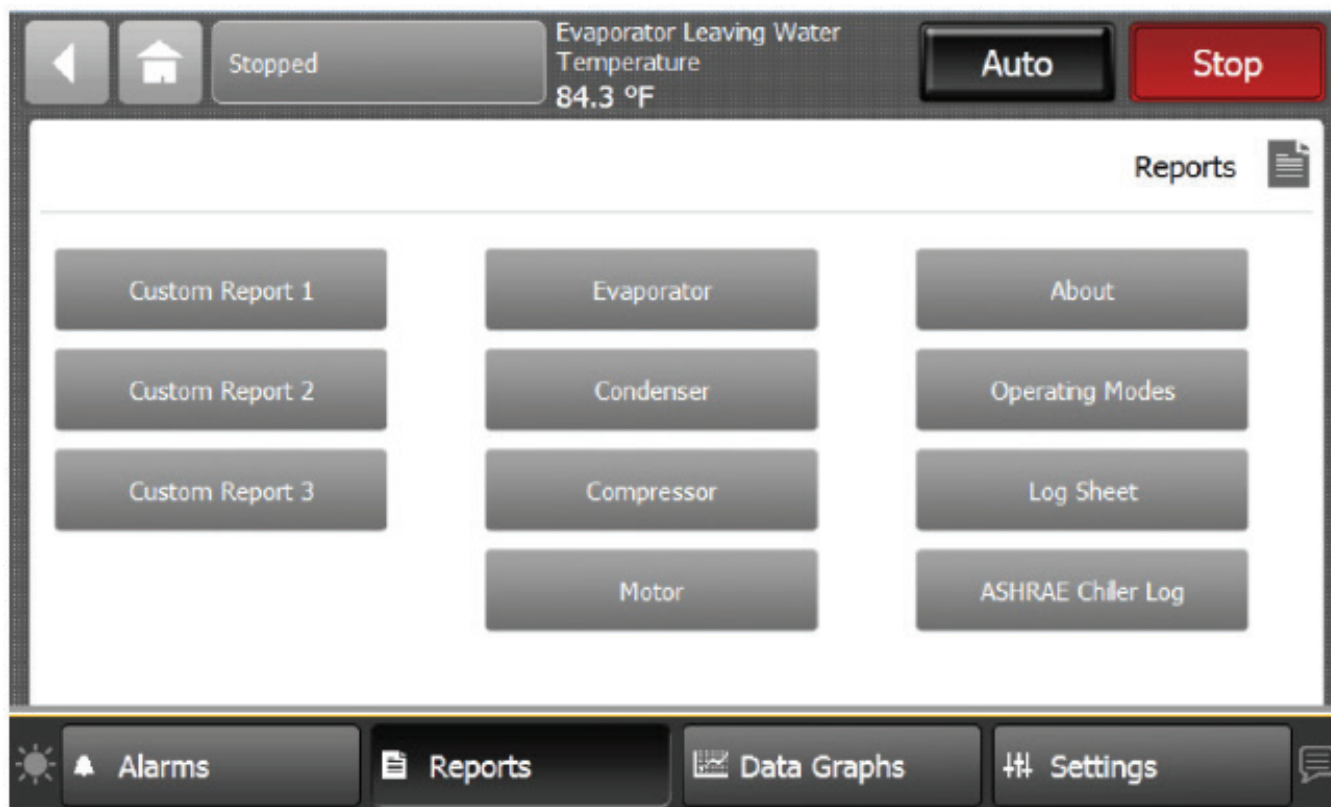 Stopped
Evaporator Leaving Water
Temperature
84.3 ºF
Auto
Stop
Reports
Custom Report 1
Evaporator
About
Custom Report 2
Condenser
Operating Modes
Custom Report 3
Compressor
Log Sheet
Motor
ASHRAE Chiller Log
Alarms
Reports
Data Graphs
Settings